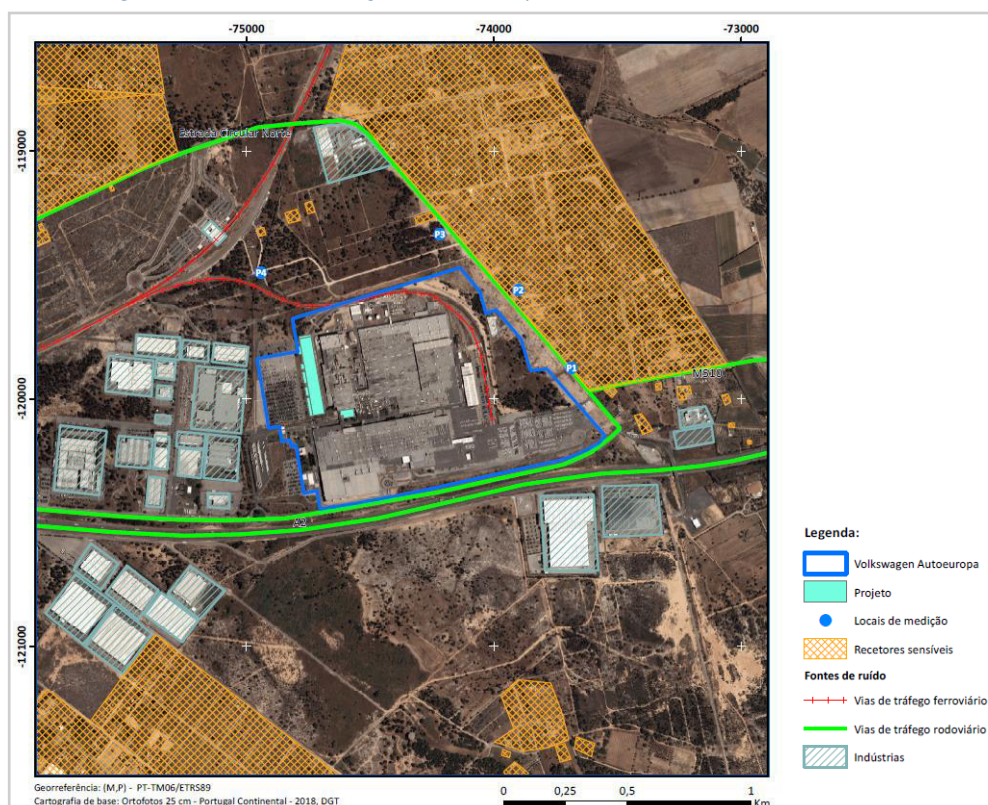 -75000
-74000
-73000
-119000
-120000
-121000
Estrada Circular Norte
P3
P4
P2
P1
M518
A2
Legenda:
Volkswagen Autoeuropa
Projeto
Locais de medição
Recetores sensíveis
Fontes de ruído
Vias de tráfego ferroviário
Vias de tráfego rodoviário
Indústrias
Georreferência: (M,P) - PT-TM06/ETRS89
Cartografia de base: Ortofotos 25 cm - Portugal Continental - 2018, DGT
0 0,25 0,5 1
Km